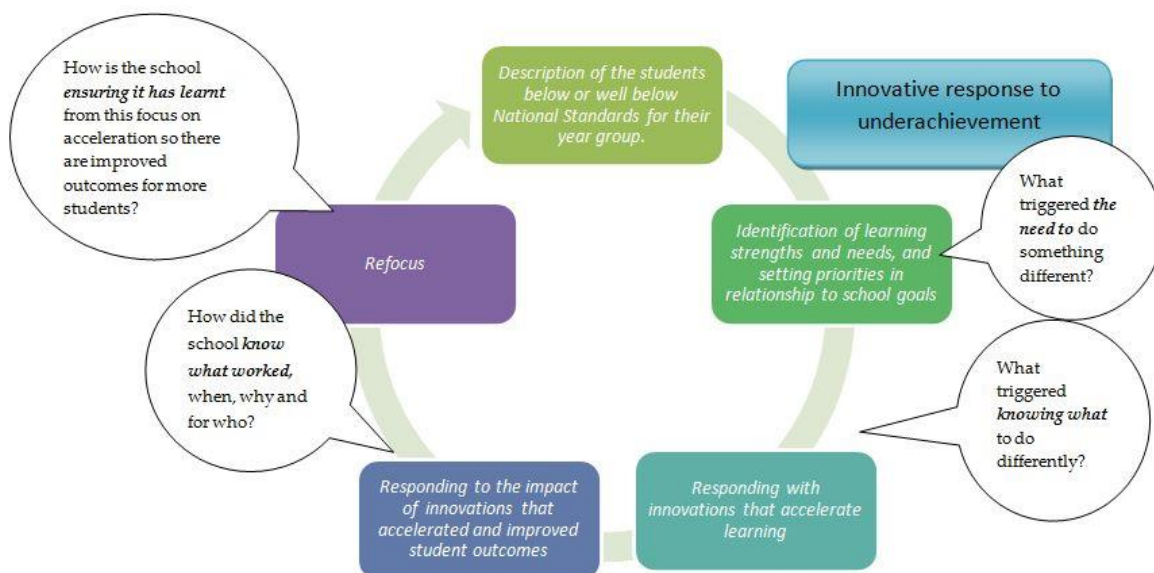 How is the school
ensuring it has learnt
from this focus on
acceleration so there
are improved
outcomes for more
students?
Description of the students
below or well below
National Standards for their
year group.
Innovative response to
underachievement
What
triggered the
need to do
something
different?
Identification of learning
strengths and needs, and
setting priorities in
relationship to school goals
Refocus
How did the
school know
what worked,
when, why and
for who?
What
triggered
knowing what
to do
differently?
Responding to the impact
of innovations that
accelerated and improved
student outcomes
Responding with
innovations that accelerate
learning